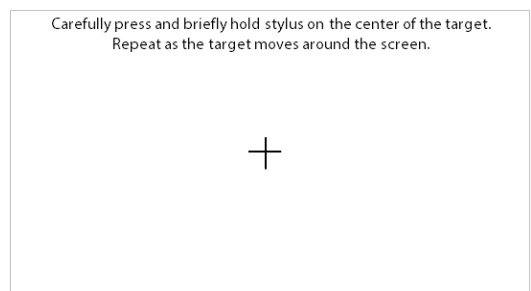 Carefully press and briefly hold stylus on the center of the target.
Repeat as the target moves around the screen.